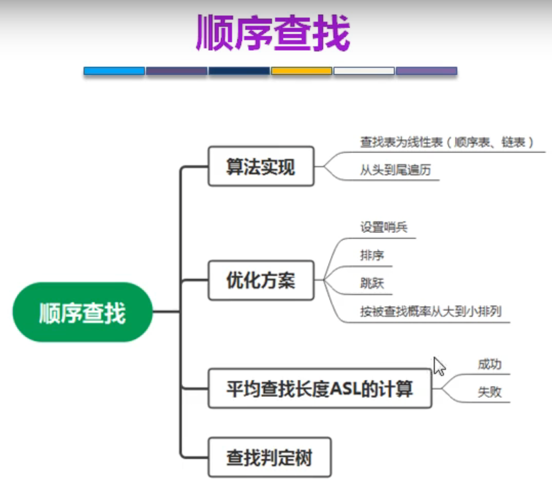 顺序查找
顺序查找
算法实现
查找表为线性表（顺序表、链表）
从头到尾遍历
优化方案
设置哨兵
排序
跳跃
按被查找概率从大到小排列
平均查找长度ASL的计算
成功
失败
查找判定树